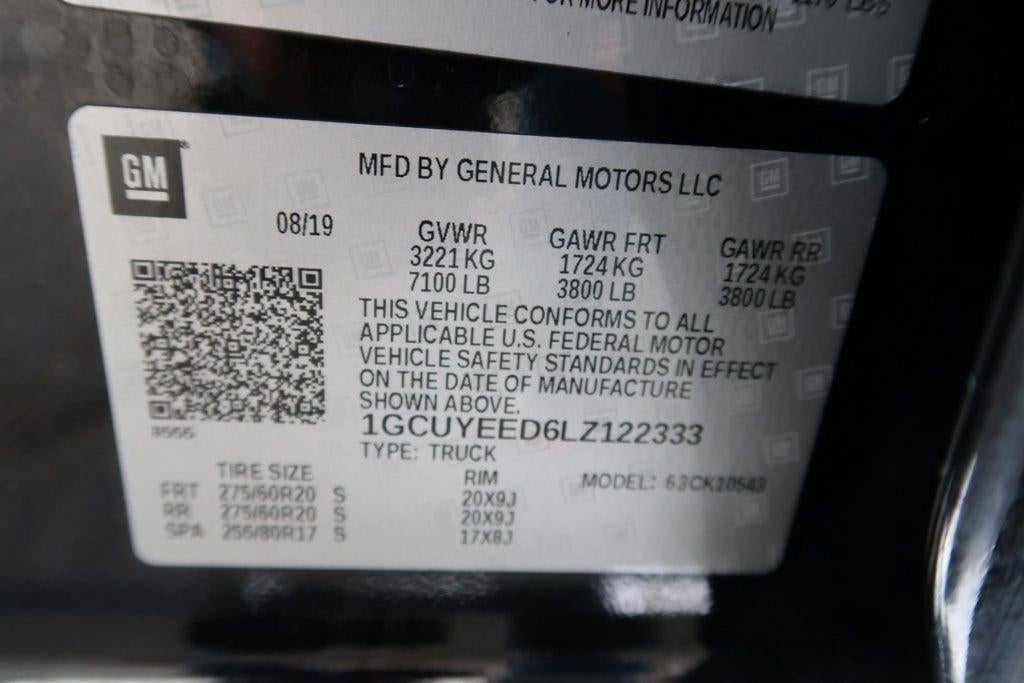 FOR MORE INFORMATION
GM
MFD BY GENERAL MOTORS LLC
08/19
GVWR GAWR FRT GAWR RR
3221 KG 1724 KG 1724 KG
7100 LB 3800 LB 3800 LB
THIS VEHICLE CONFORMS TO ALL
APPLICABLE U.S. FEDERAL MOTOR
VEHICLE SAFETY STANDARDS IN EFFECT
ON THE DATE OF MANUFACTURE
SHOWN ABOVE.
1GCUYEED6LZ122333
TYPE: TRUCK
TIRE SIZE RIM MODEL:
FRT 275/60R20 S 20X9J
RR 275/60R20 S 20X9J
SPA 255/80R17 S 17X8J